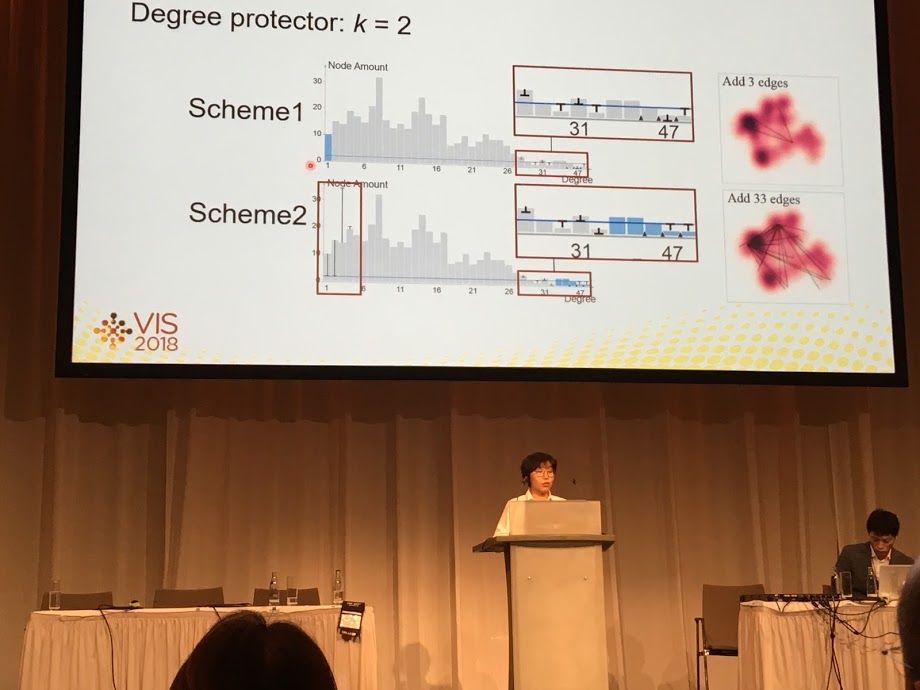 Degree protector: k = 2
Scheme1
Node Amount
30
20
10
0
1 6 11 16 21 26 31 47
Degree
31 47
Add 3 edges
Scheme2
Node Amount
30
20
10
1 6 11 16 21 26 31 47
Degree
31 47
Add 33 edges
VIS
2018